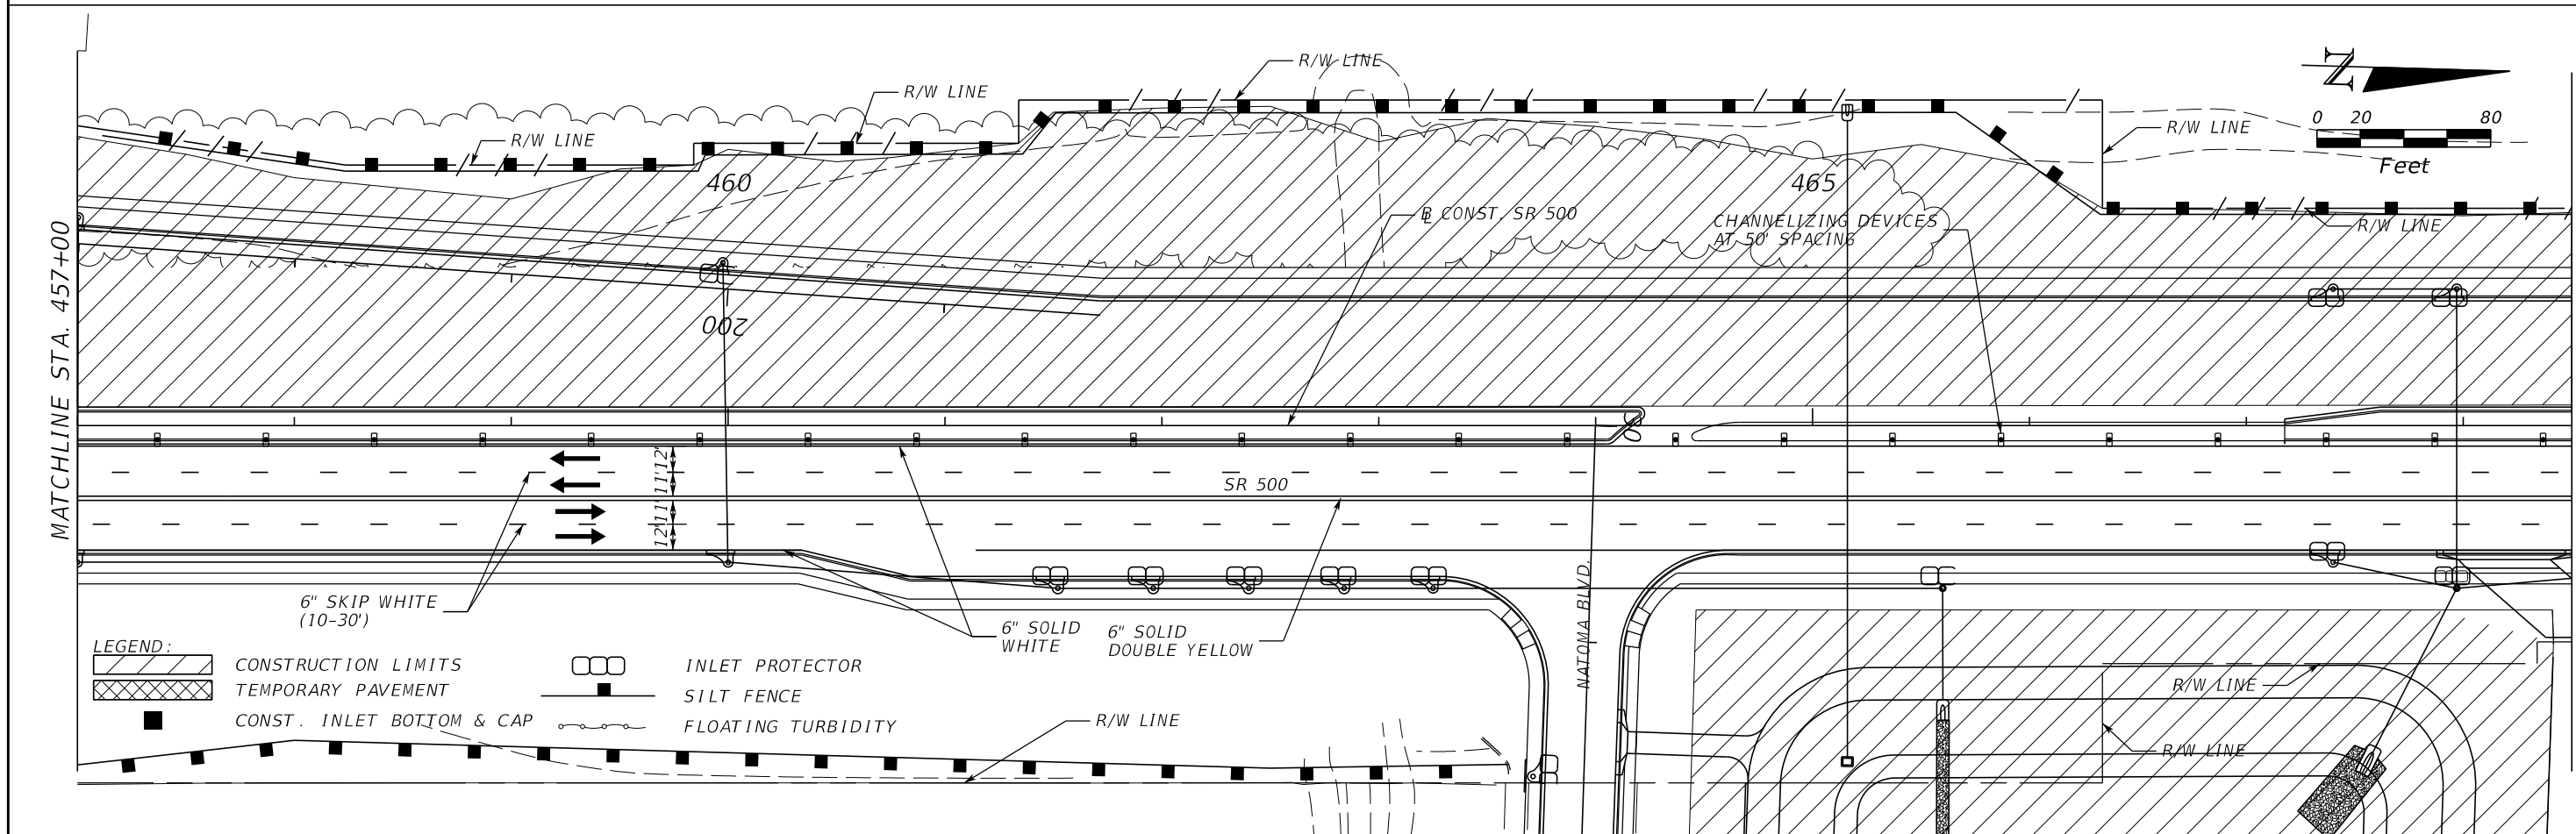 R/W LINE
R/W LINE
R/W LINE
R/W LINE
N
0 20 80
Feet
460
465
MATCHLINE STA. 457+00
℄ CONST. SR 500
CHANNELIZING DEVICES
AT 50' SPACING
R/W LINE
200
12'
11'
11'
12'
SR 500
6" SKIP WHITE
(10-30')
6" SOLID
WHITE
6" SOLID
DOUBLE YELLOW
NATOMA BLVD.
LEGEND:
CONSTRUCTION LIMITS
TEMPORARY PAVEMENT
CONST. INLET BOTTOM & CAP
INLET PROTECTOR
SILT FENCE
FLOATING TURBIDITY
R/W LINE
R/W LINE
R/W LINE